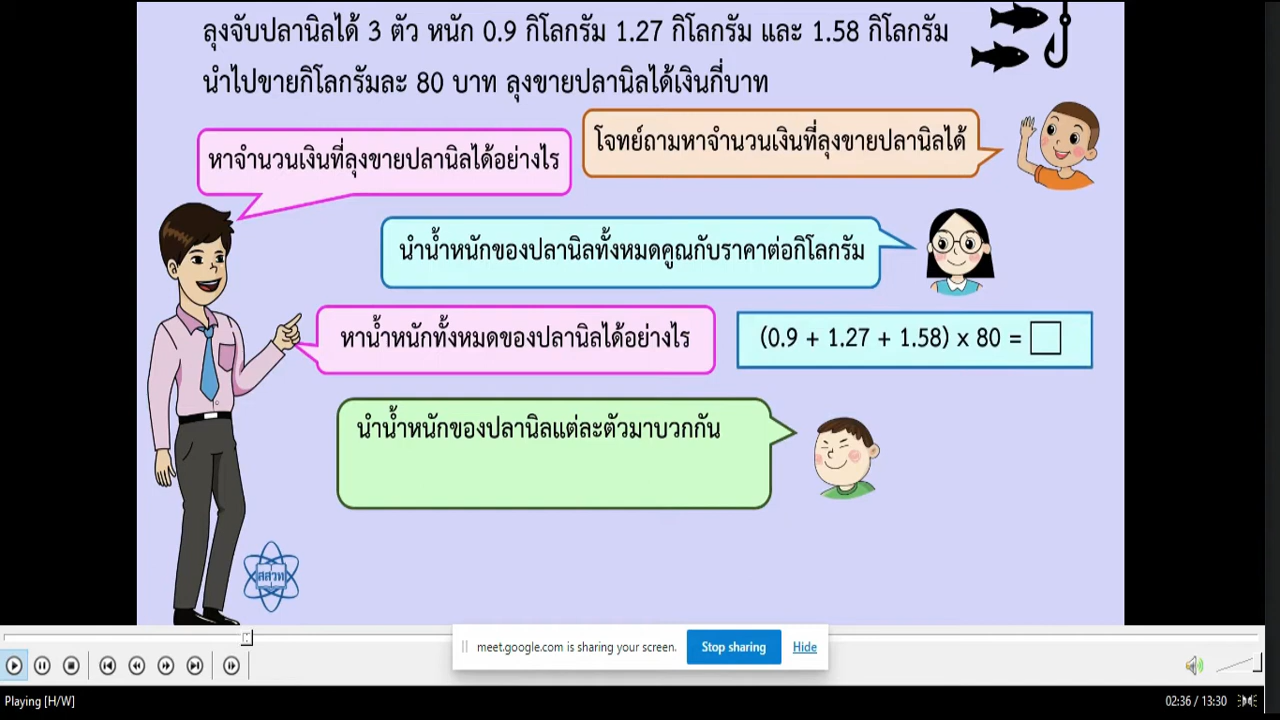 ลุงจับปลานิลได้ 3 ตัว หนัก 0.9 กิโลกรัม 1.27 กิโลกรัม และ 1.58 กิโลกรัม
นำไปขายกิโลกรัมละ 80 บาท ลุงขายปลานิลได้เงินกี่บาท
โจทย์ถามหาจำนวนเงินที่ลุงขายปลานิลได้
หาจำนวนเงินที่ลุงขายปลานิลได้อย่างไร
นำน้ำหนักของปลานิลทั้งหมดคูณกับราคาต่อกิโลกรัม
หาน้ำหนักทั้งหมดของปลานิลได้อย่างไร
(0.9 + 1.27 + 1.58) x 80 = □
นำน้ำหนักของปลานิลแต่ละตัวมาบวกกัน
สสวท
meet.google.com is sharing your screen.
Stop sharing
Hide
Playing [H/W]
02:36 / 13:30